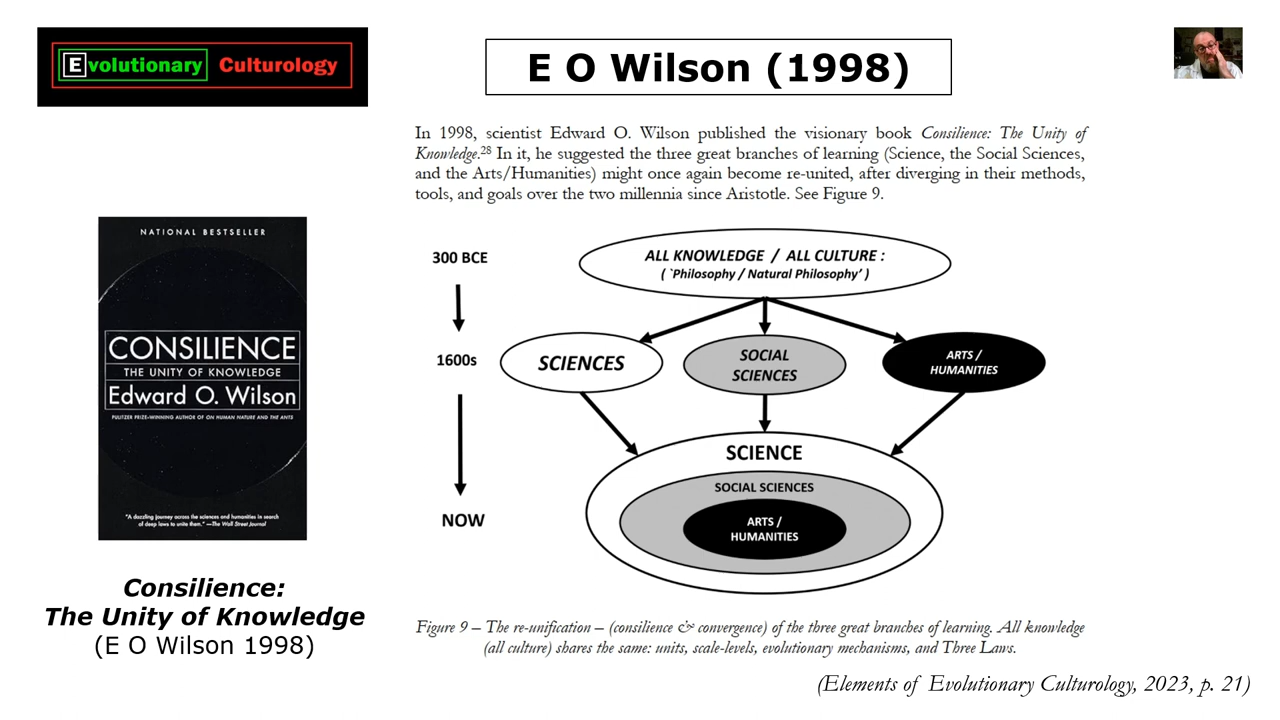 Evolutionary Culturology
E O Wilson (1998)
In 1998, scientist Edward O. Wilson published the visionary book Consilience: The Unity of
Knowledge.28 In it, he suggested the three great branches of learning (Science, the Social Sciences,
and the Arts/Humanities) might once again become re-united, after diverging in their methods,
tools, and goals over the two millennia since Aristotle. See Figure 9.
NATIONAL BESTSELLER
CONSILIENCE
THE UNITY OF KNOWLEDGE
Edward O. Wilson
PULITZER PRIZE-WINNING AUTHOR OF ON HUMAN NATURE AND THE ANTS
"A dazzling journey across the sciences and humanities in search
of deep laws to unite them." —The Wall Street Journal
Consilience:
The Unity of Knowledge
(E O Wilson 1998)
300 BCE
ALL KNOWLEDGE / ALL CULTURE :
( `Philosophy / Natural Philosophy’ )
1600s
SCIENCES
SOCIAL
SCIENCES
ARTS /
HUMANITIES
NOW
SCIENCE
SOCIAL SCIENCES
ARTS /
HUMANITIES
Figure 9 – The re-unification – (consilience & convergence) of the three great branches of learning. All knowledge
(all culture) shares the same: units, scale-levels, evolutionary mechanisms, and Three Laws.
(Elements of Evolutionary Culturology, 2023, p. 21)